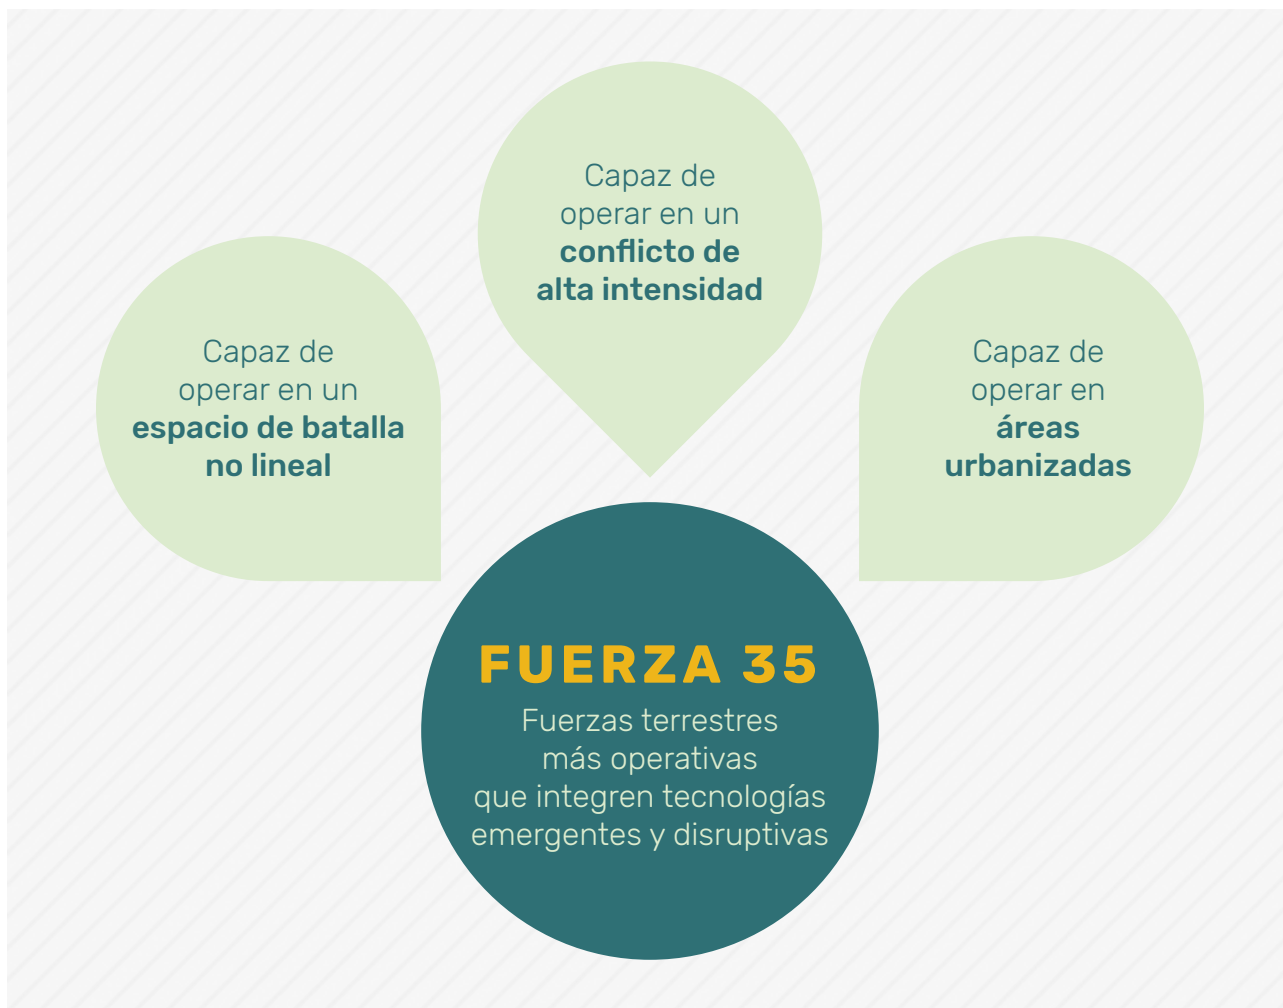 Capaz de
operar en un
espacio de batalla
no lineal
Capaz de
operar en un
conflicto de
alta intensidad
Capaz de
operar en
áreas
urbanizadas
FUERZA 35
Fuerzas terrestres
más operativas
que integren tecnologías
emergentes y disruptivas